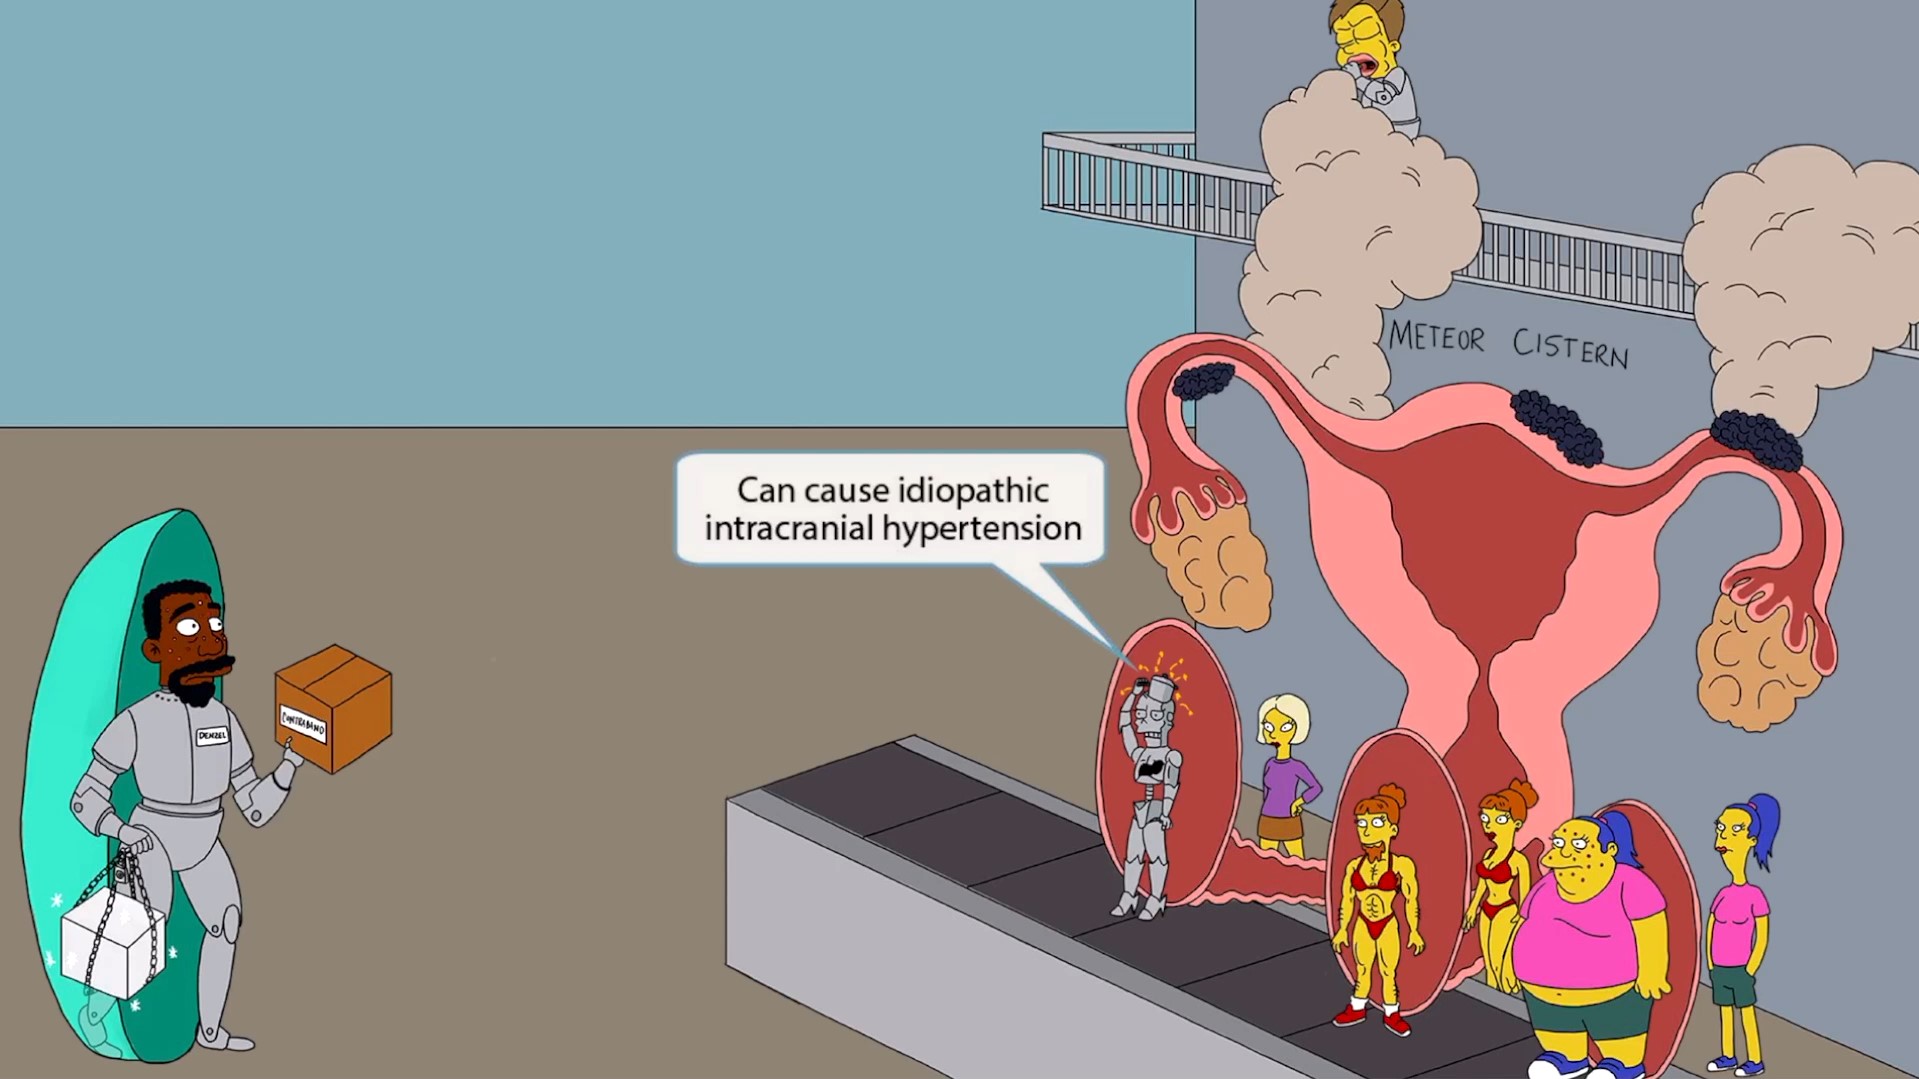 METEOR CISTERN
Can cause idiopathic
intracranial hypertension
CONTRABAND
DENZEL